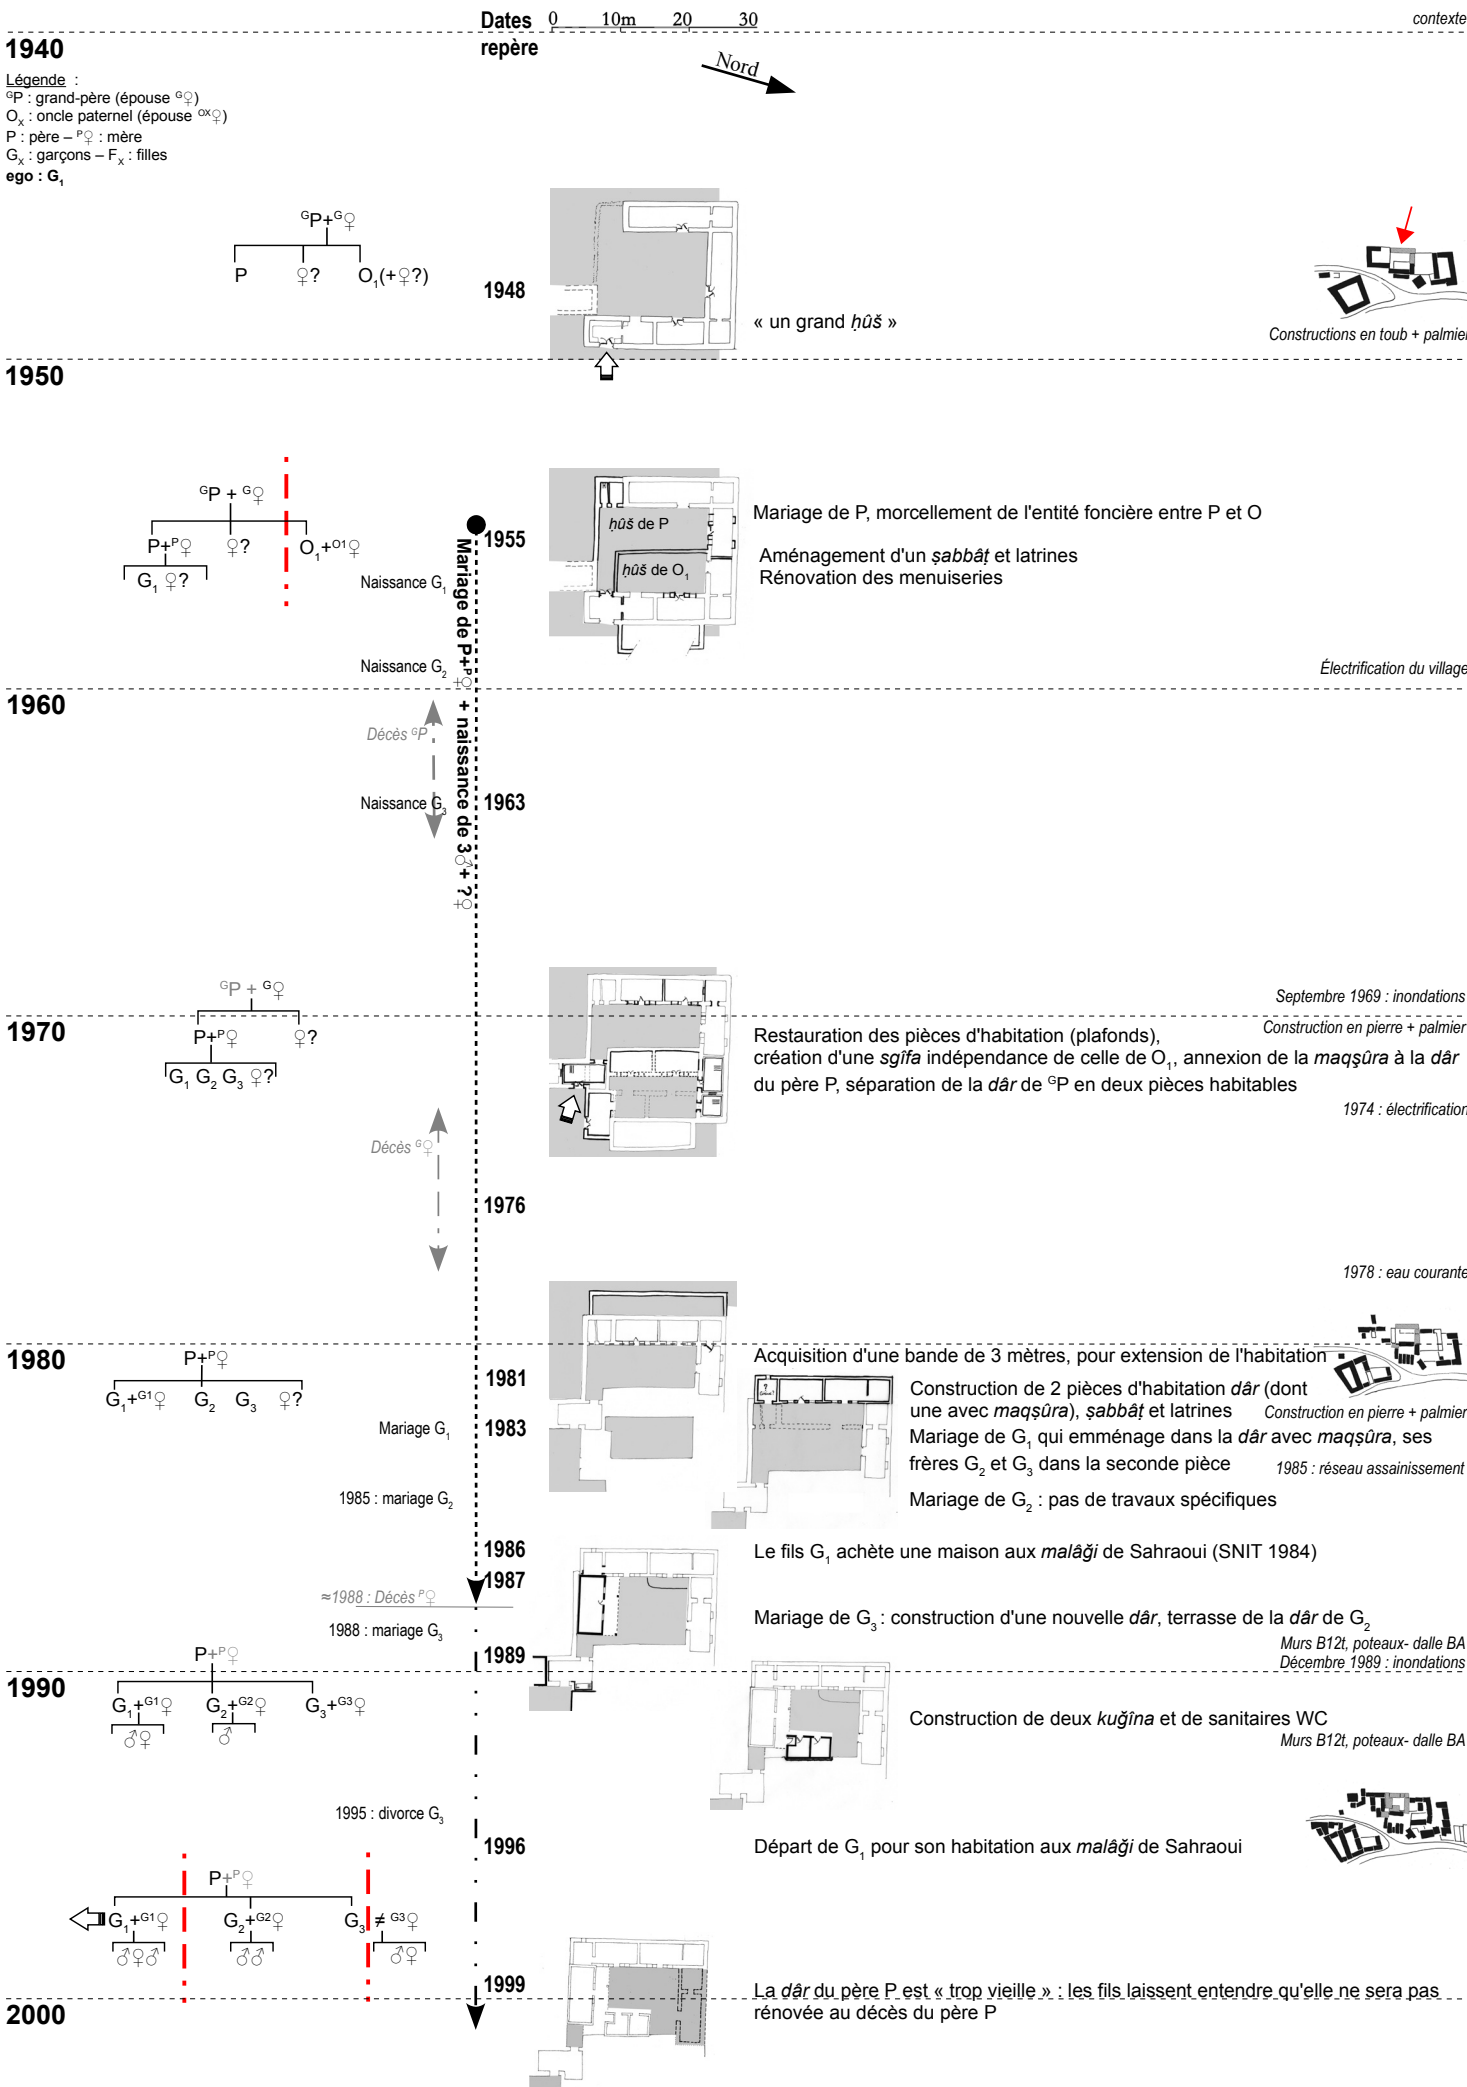 Dates 0 10m 20 30 contexte
1940 repère
Nord
Légende :
ᴳP : grand-père (épouse ᴳ♀)
Oₓ : oncle paternel (épouse ᴼˣ♀)
P : père – ᴾ♀ : mère
Gₓ : garçons – Fₓ : filles
ego : G₁
ᴳP+ᴳ♀
P ♀? O₁(+♀?)
1948
« un grand ḥûš »
Constructions en toub + palmier
1950
ᴳP + ᴳ♀
P+ᴾ♀ ♀? O₁+ᴼ¹♀
G₁ ♀?
1955
Mariage de P+ᴾ♀ + naissance de 3♂+ ?♀
Naissance G₁
Naissance G₂
ḥûš de P
ḥûš de O₁
Mariage de P, morcellement de l'entité foncière entre P et O
Aménagement d'un ṣabbâṭ et latrines
Rénovation des menuiseries
Électrification du village
1960
Décès ᴳP
Naissance G₃ 1963
Septembre 1969 : inondations
1970
ᴳP + ᴳ♀
P+ᴾ♀ ♀?
G₁ G₂ G₃ ♀?
Construction en pierre + palmier
Restauration des pièces d'habitation (plafonds),
création d'une sgîfa indépendance de celle de O₁, annexion de la maqṣûra à la dâr
du père P, séparation de la dâr de ᴳP en deux pièces habitables
1974 : électrification
Décès ᴳ♀
1976
1978 : eau courante
1980
P+ᴾ♀
G₁+ᴳ¹♀ G₂ G₃ ♀?
1981
Acquisition d'une bande de 3 mètres, pour extension de l'habitation
Construction de 2 pièces d'habitation dâr (dont
une avec maqṣûra), ṣabbâṭ et latrines
Construction en pierre + palmier
Mariage G₁ 1983
Mariage de G₁ qui emménage dans la dâr avec maqṣûra, ses
frères G₂ et G₃ dans la seconde pièce
1985 : réseau assainissement
1985 : mariage G₂
Mariage de G₂ : pas de travaux spécifiques
1986
Le fils G₁ achète une maison aux malâği de Sahraoui (SNIT 1984)
1987
≈1988 : Décès ᴾ♀
1988 : mariage G₃
Mariage de G₃ : construction d'une nouvelle dâr, terrasse de la dâr de G₂
1989
Murs B12t, poteaux- dalle BA
Décembre 1989 : inondations
1990
P+ᴾ♀
G₁+ᴳ¹♀ G₂+ᴳ²♀ G₃+ᴳ³♀
♂♀ ♂
Construction de deux kuğîna et de sanitaires WC
Murs B12t, poteaux- dalle BA
1995 : divorce G₃
1996
Départ de G₁ pour son habitation aux malâği de Sahraoui
P+ᴾ♀
G₁+ᴳ¹♀ G₂+ᴳ²♀ G₃ ≠ ᴳ³♀
♂♀♂ ♂♂ ♂♀
1999
La dâr du père P est « trop vieille » : les fils laissent entendre qu'elle ne sera pas
rénovée au décès du père P
2000